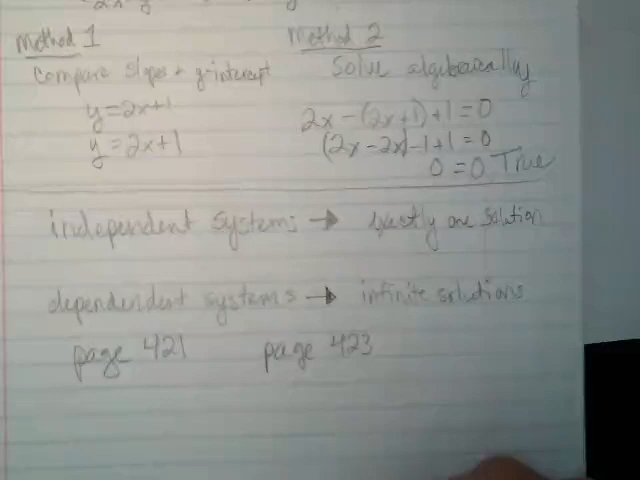 Method 1
Method 2
Compare Slopes + y-intercept
Solve algebraically
y = 2x+1
2x - (2x+1) +1 = 0
y = 2x+1
(2x - 2x) - 1 + 1 = 0
0 = 0 True
independent systems → exactly one solution
dependent systems → infinite solutions
page 421 page 423